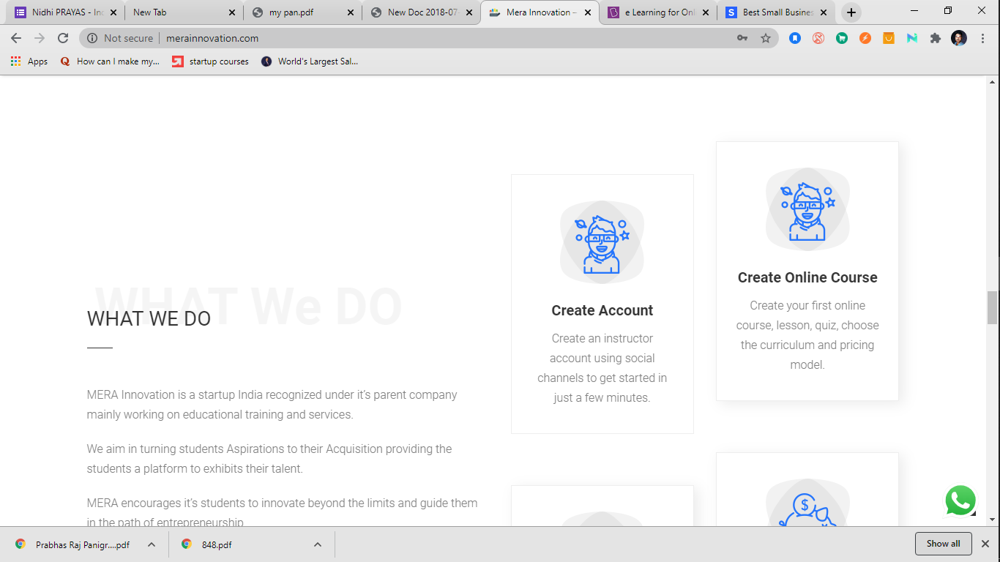 Nidhi PRAYAS - Inc
New Tab
my pan.pdf
New Doc 2018-07-
Mera Innovation –
e Learning for Onl
Best Small Busines
Not secure
merainnovation.com
Apps
How can I make my...
startup courses
World's Largest Sal...
WHAT We DO
WHAT WE DO
MERA Innovation is a startup India recognized under it’s parent company
mainly working on educational training and services.
We aim in turning students Aspirations to their Acquisition providing the
students a platform to exhibits their talent.
MERA encourages it’s students to innovate beyond the limits and guide them
in the path of entrepreneurship
Create Account
Create an instructor
account using social
channels to get started in
just a few minutes.
Create Online Course
Create your first online
course, lesson, quiz, choose
the curriculum and pricing
model.
Prabhas Raj Panigr....pdf
848.pdf
Show all